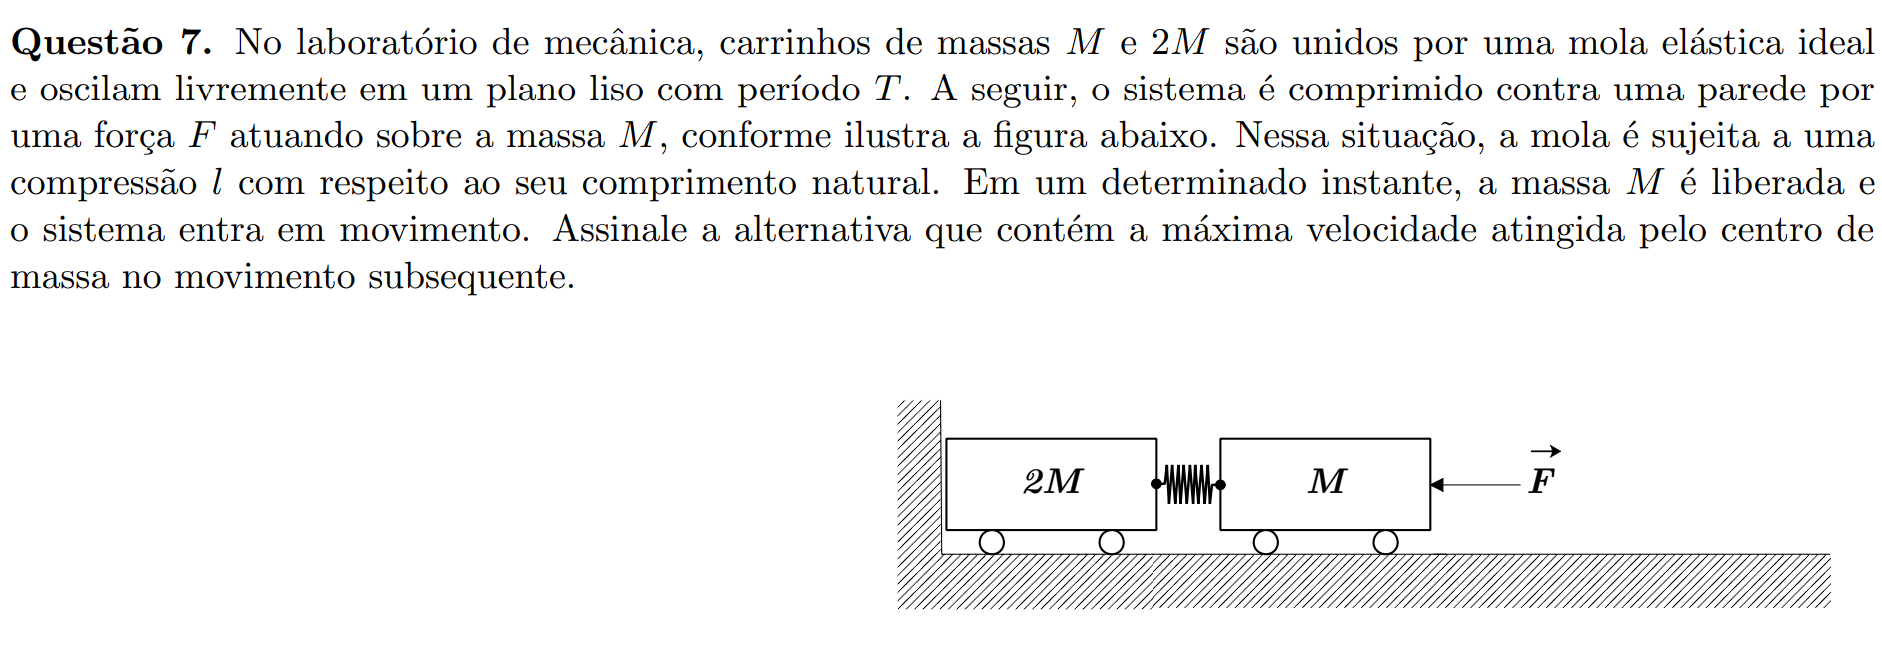 Questão 7. No laboratório de mecânica, carrinhos de massas M e 2M são unidos por uma mola elástica ideal
e oscilam livremente em um plano liso com período T. A seguir, o sistema é comprimido contra uma parede por
uma força F atuando sobre a massa M, conforme ilustra a figura abaixo. Nessa situação, a mola é sujeita a uma
compressão l com respeito ao seu comprimento natural. Em um determinado instante, a massa M é liberada e
o sistema entra em movimento. Assinale a alternativa que contém a máxima velocidade atingida pelo centro de
massa no movimento subsequente.
2M M F